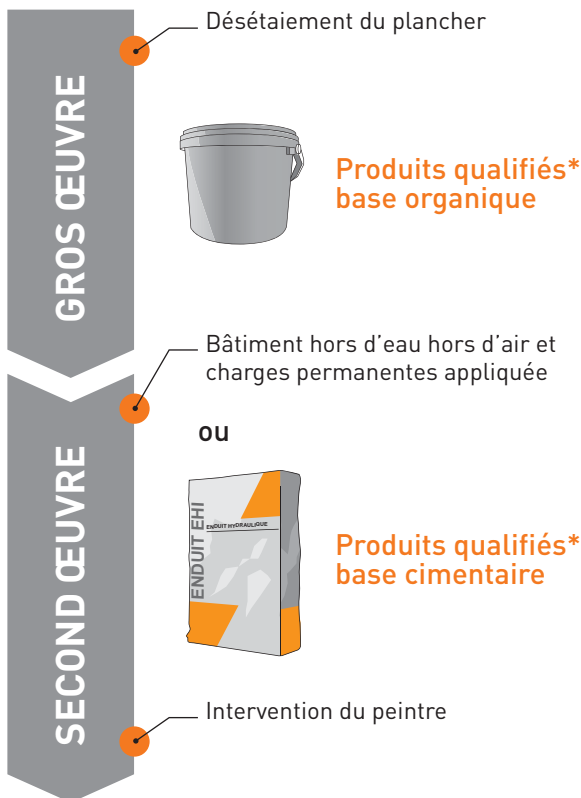 GROS ŒUVRE
Désétaiement du plancher
Produits qualifiés*
base organique
Bâtiment hors d'eau hors d'air et
charges permanentes appliquée
SECOND ŒUVRE
ou
ENDUIT EHI
ENDUIT HYDRAULIQUE
Produits qualifiés*
base cimentaire
Intervention du peintre